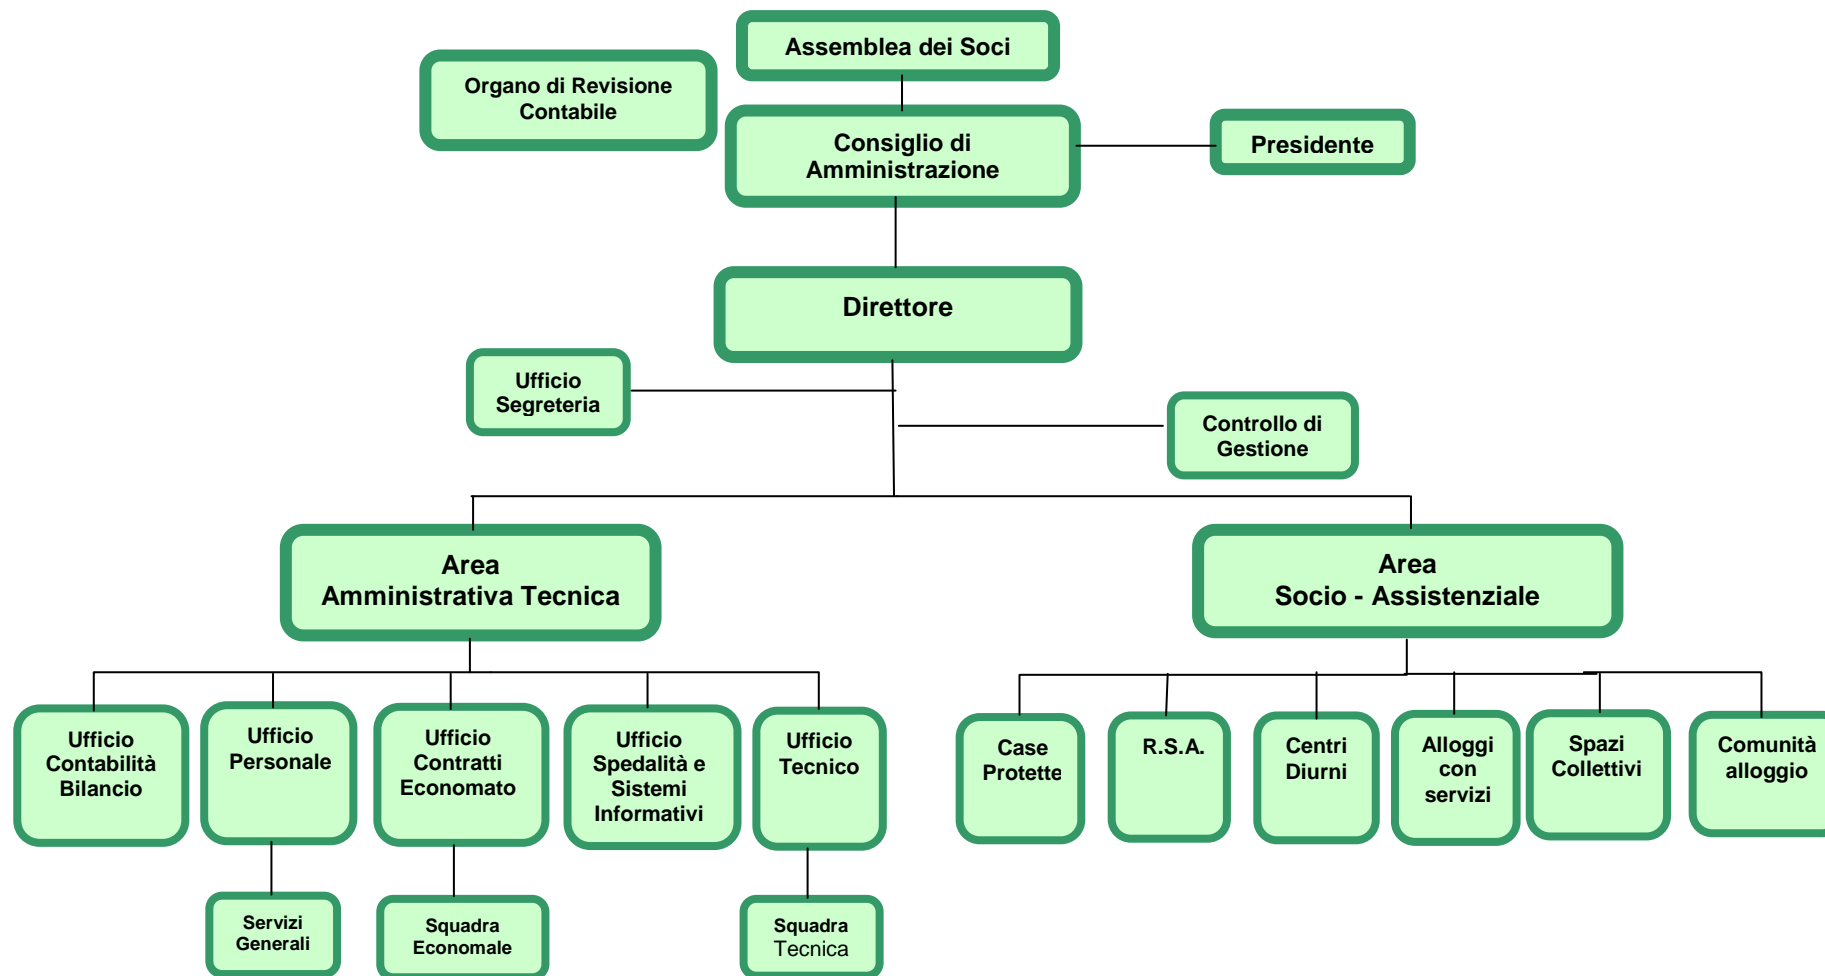 Assemblea dei Soci
Organo di Revisione
Contabile
Consiglio di
Amministrazione
Presidente
Direttore
Ufficio
Segreteria
Controllo di
Gestione
Area
Amministrativa Tecnica
Area
Socio - Assistenziale
Ufficio
Contabilità
Bilancio
Ufficio
Personale
Ufficio
Contratti
Economato
Ufficio
Spedalità e
Sistemi
Informativi
Ufficio
Tecnico
Case
Protette
R.S.A.
Centri
Diurni
Alloggi
con
servizi
Spazi
Collettivi
Comunità
alloggio
Servizi
Generali
Squadra
Economale
Squadra
Tecnica